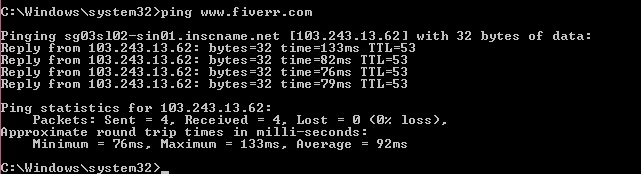 C:\Windows\system32>ping www.fiverr.com
Pinging sg03sl02-sin01.inscname.net [103.243.13.62] with 32 bytes of data:
Reply from 103.243.13.62: bytes=32 time=133ms TTL=53
Reply from 103.243.13.62: bytes=32 time=82ms TTL=53
Reply from 103.243.13.62: bytes=32 time=76ms TTL=53
Reply from 103.243.13.62: bytes=32 time=79ms TTL=53
Ping statistics for 103.243.13.62:
Packets: Sent = 4, Received = 4, Lost = 0 (0% loss),
Approximate round trip times in milli-seconds:
Minimum = 76ms, Maximum = 133ms, Average = 92ms
C:\Windows\system32>_